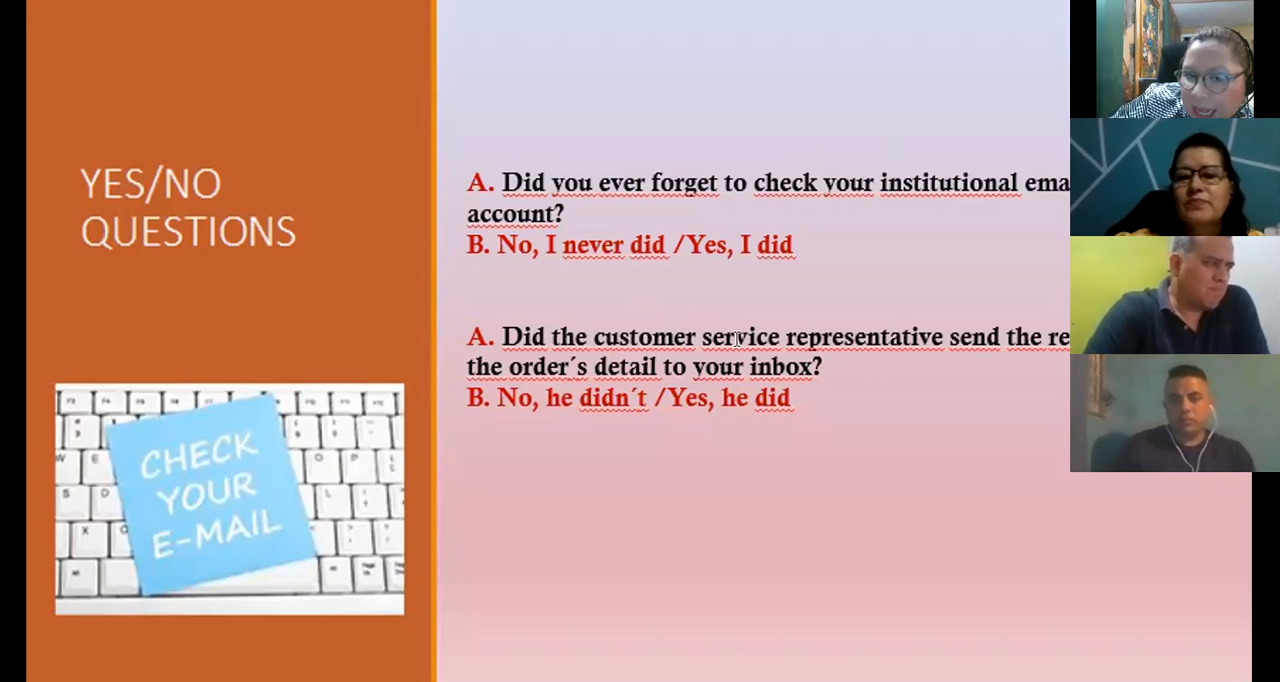 YES/NO
QUESTIONS
A. Did you ever forget to check your institutional
account?
B. No, I never did /Yes, I did
A. Did the customer service representative send the
the order´s detail to your inbox?
B. No, he didn´t /Yes, he did
CHECK
YOUR
E-MAIL